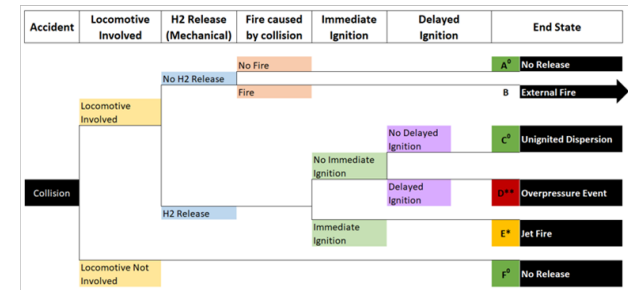 Accident
Locomotive
Involved
H2 Release
(Mechanical)
Fire caused
by collision
Immediate
Ignition
Delayed
Ignition
End State
No Fire
A⁰ No Release
No H2 Release
Fire
B External Fire
Locomotive
Involved
No Delayed
Ignition
C⁰ Unignited Dispersion
No Immediate
Ignition
Collision
Delayed
Ignition
D** Overpressure Event
H2 Release
Immediate
Ignition
E* Jet Fire
Locomotive Not
Involved
F⁰ No Release